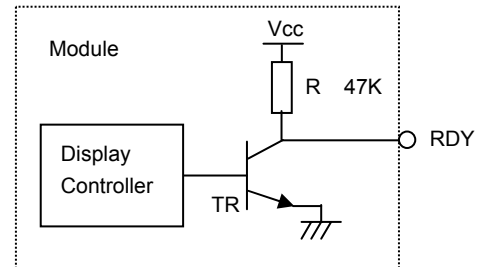 Vcc
Module
R 47K
RDY
Display
Controller
TR